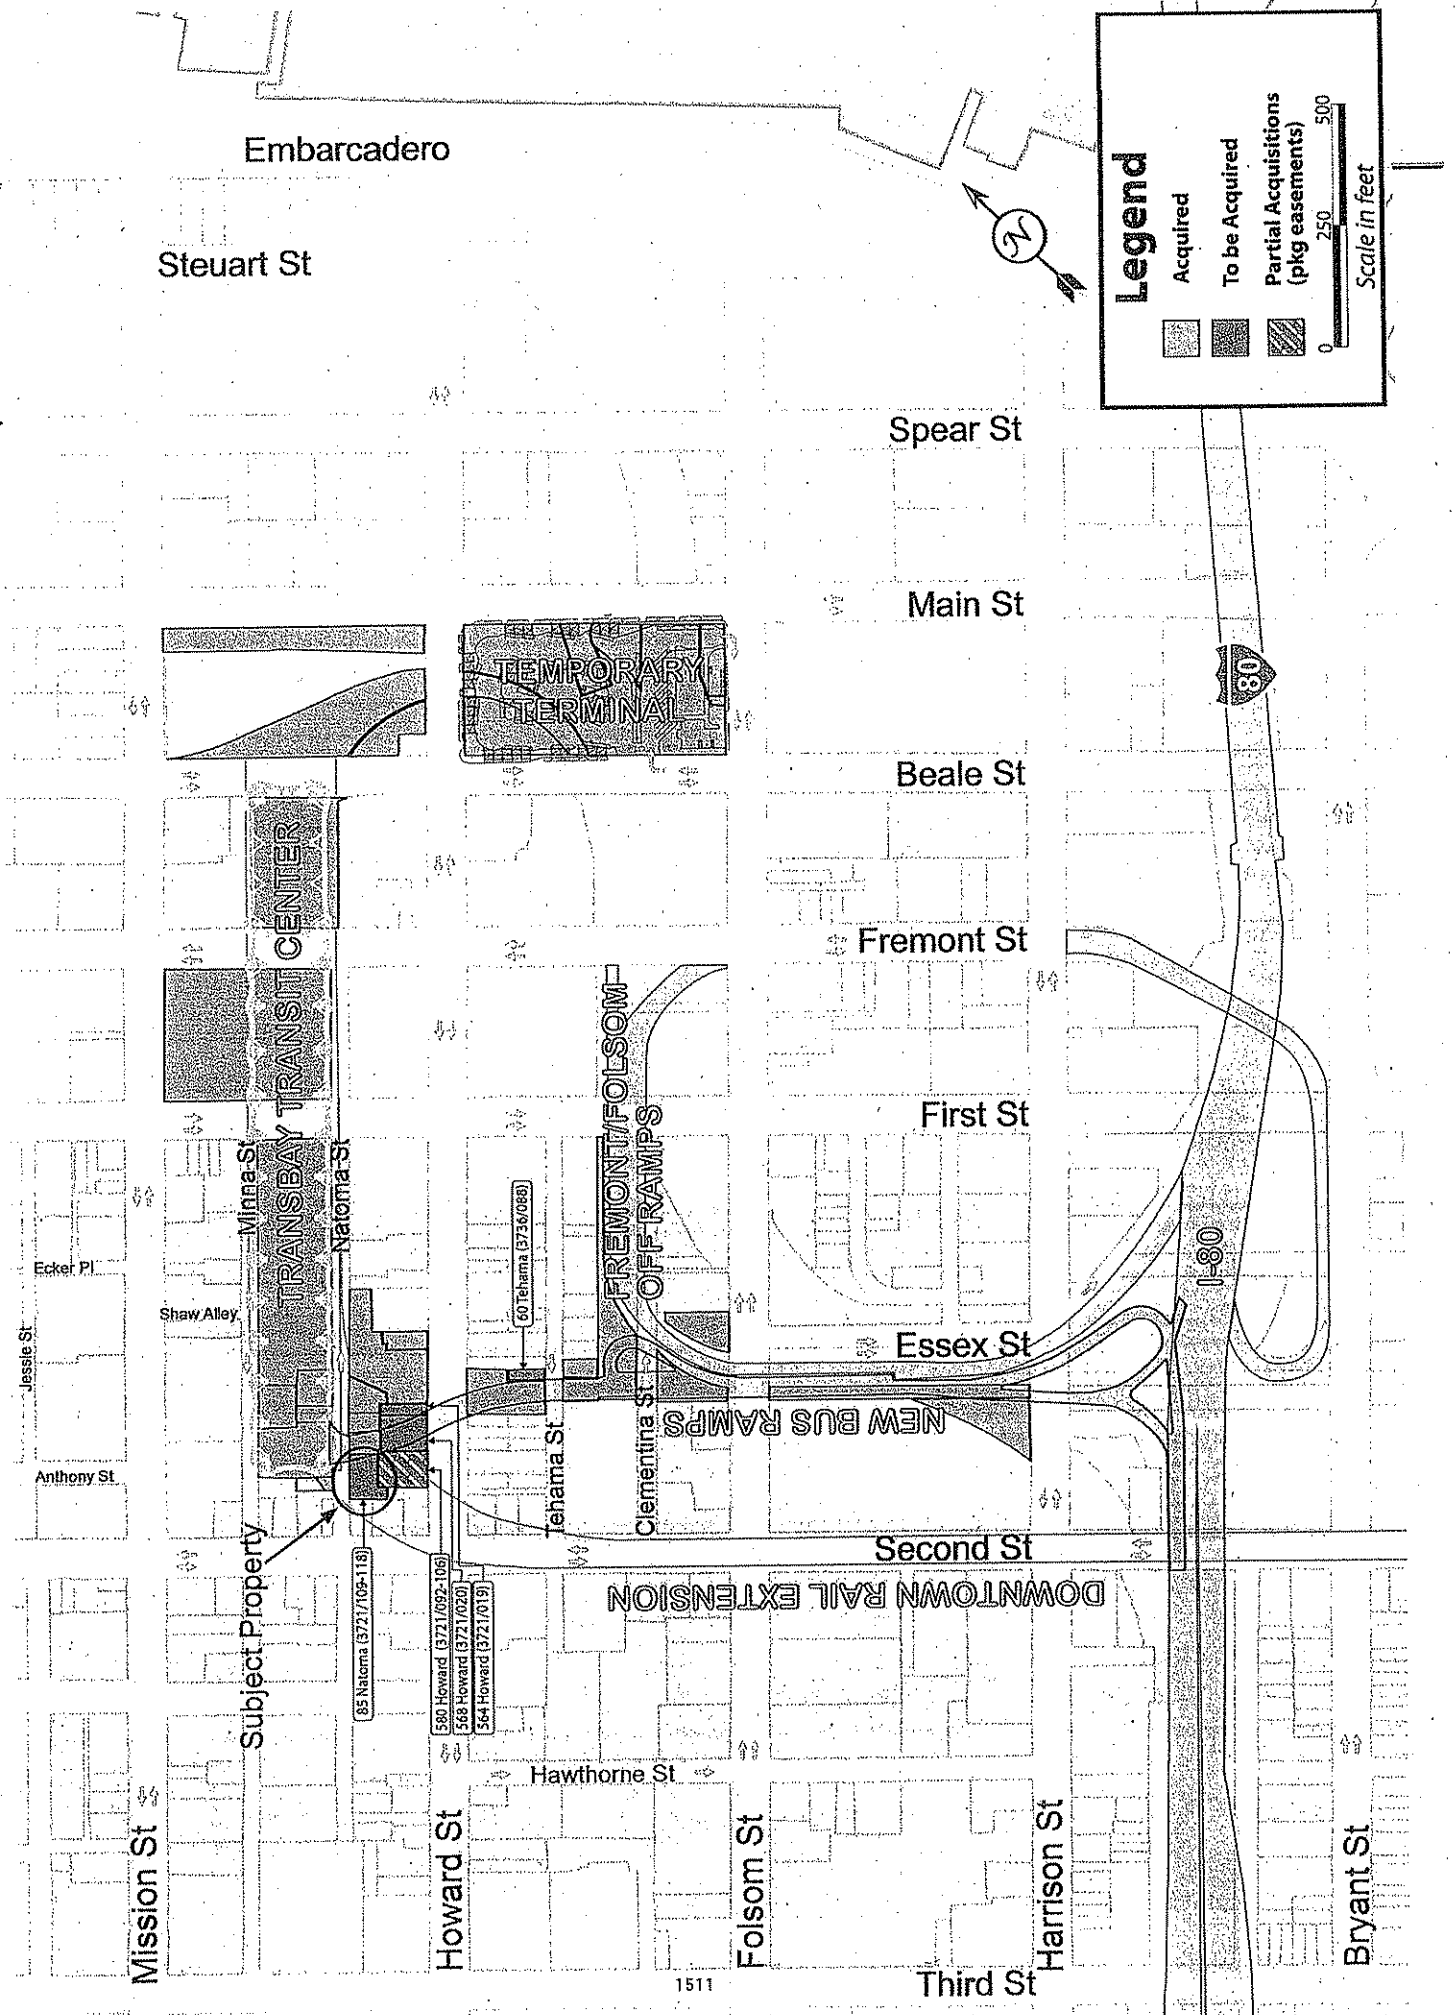 Embarcadero
Steuart St
Spear St
Main St
Beale St
Fremont St
First St
Essex St
Second St
Third St
Legend
Acquired
To be Acquired
Partial Acquisitions
(pkg easements)
0 250 500
Scale in feet
N
80
I-80
TEMPORARY
TERMINAL
TRANSBAY TRANSIT CENTER
Minna St
Natoma St
FREMONT/FOLSOM
OFF RAMPS
60 Tehama (3736/088)
Ecker Pl
Shaw Alley
Jessie St
Anthony St
NEW BUS RAMPS
Tehama St
Clementina St
DOWNTOWN RAIL EXTENSION
Subject Property
85 Natoma (3721/109-118)
580 Howard (3721/092-106)
568 Howard (3721/020)
564 Howard (3721/019)
Hawthorne St
Mission St
Howard St
Folsom St
Harrison St
Bryant St
1511